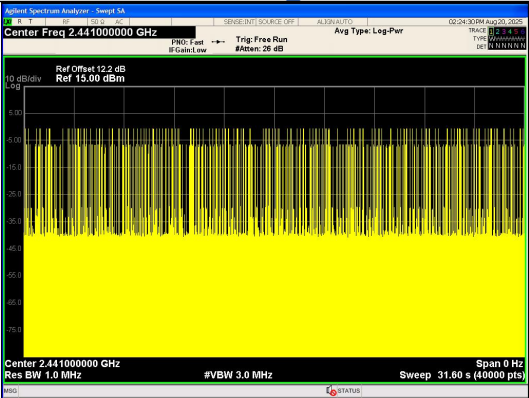 Agilent Spectrum Analyzer - Swept SA
R T RF 50 Ω AC SENSE:INT SOURCE OFF ALIGNAUTO 02:24:30 PM Aug 20, 2025
Center Freq 2.441000000 GHz
PNO: Fast
IFGain:Low
Trig: Free Run
#Atten: 26 dB
Avg Type: Log-Pwr
TRACE 1 2 3 4 5 6
TYPE
DET N N N N N N
Ref Offset 12.2 dB
10 dB/div Ref 15.00 dBm
Log
5.00
-5.00
-15.0
-25.0
-35.0
-45.0
-55.0
-65.0
-75.0
Center 2.441000000 GHz Span 0 Hz
Res BW 1.0 MHz #VBW 3.0 MHz Sweep 31.60 s (40000 pts)
MSG STATUS